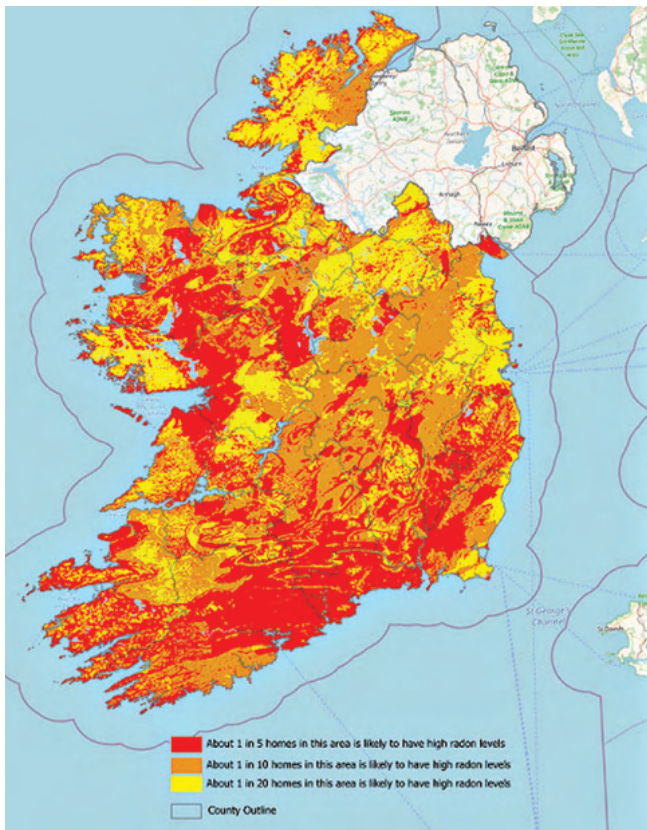 Belfast
Lisburn
Armagh
Newry
St George's
Channel
St Davids
About 1 in 5 homes in this area is likely to have high radon levels
About 1 in 10 homes in this area is likely to have high radon levels
About 1 in 20 homes in this area is likely to have high radon levels
County Outline